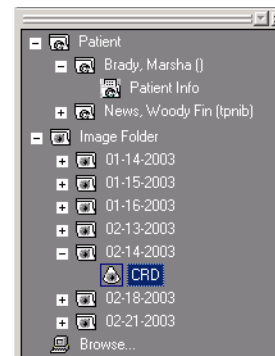 Patient
Brady, Marsha ()
Patient Info
News, Woody Fin (tpnib)
Image Folder
01-14-2003
01-15-2003
01-16-2003
02-13-2003
02-14-2003
CRD
02-18-2003
02-21-2003
Browse...